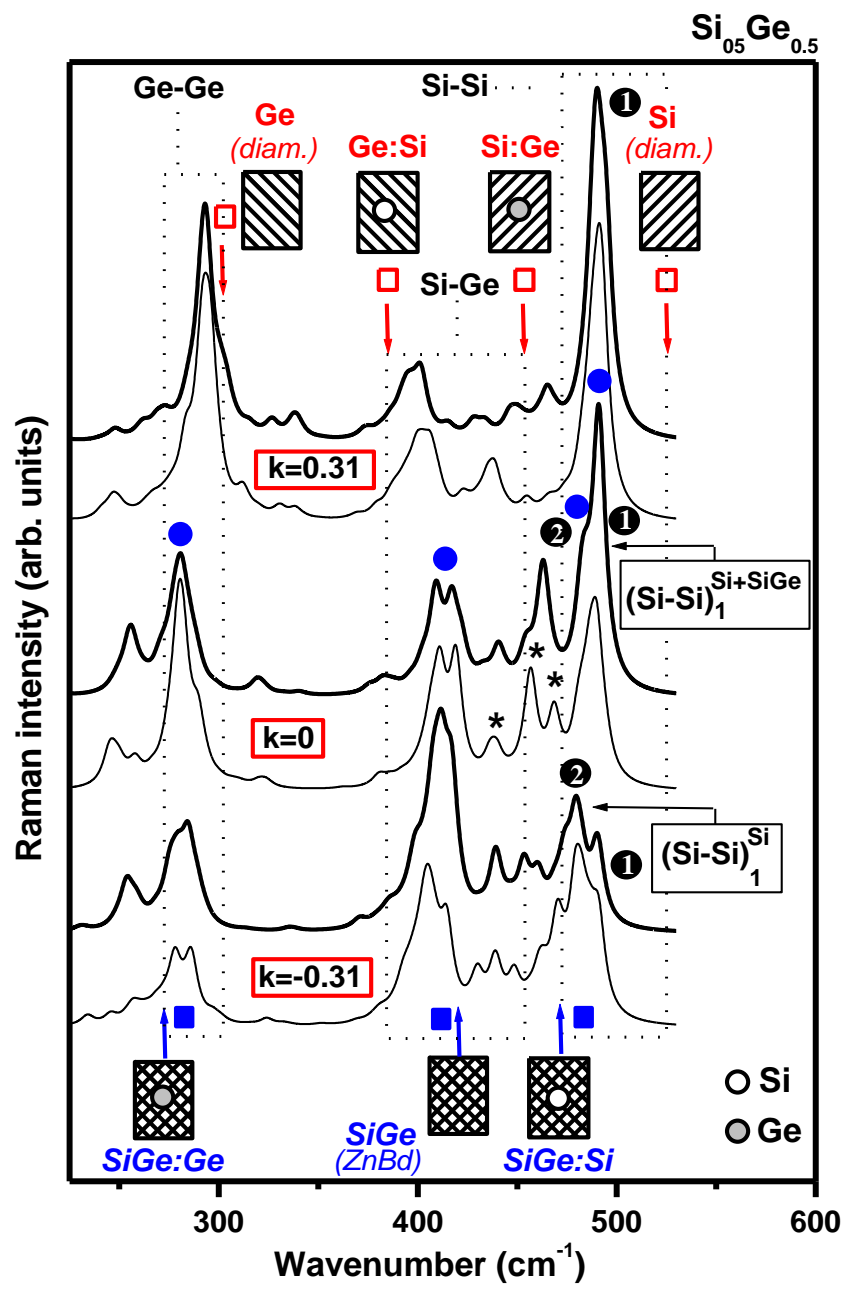 Si05Ge0.5
Ge-Ge
Si-Si
1
Ge
(diam.)
Ge:Si
Si:Ge
Si
(diam.)
Si-Ge
k=0.31
2
1
(Si-Si)1Si+SiGe
*
*
*
k=0
2
(Si-Si)1Si
1
k=-0.31
Si
Ge
SiGe:Ge
SiGe
(ZnBd)
SiGe:Si
300
400
500
600
Wavenumber (cm-1)
Raman intensity (arb. units)